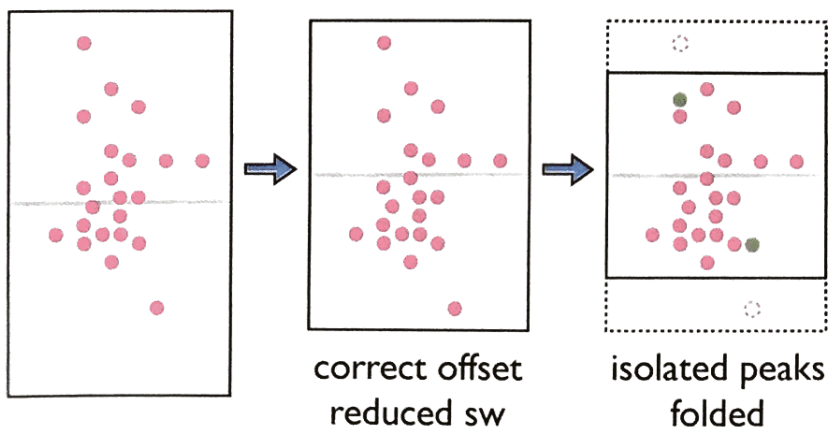 correct offset
reduced sw
isolated peaks
folded